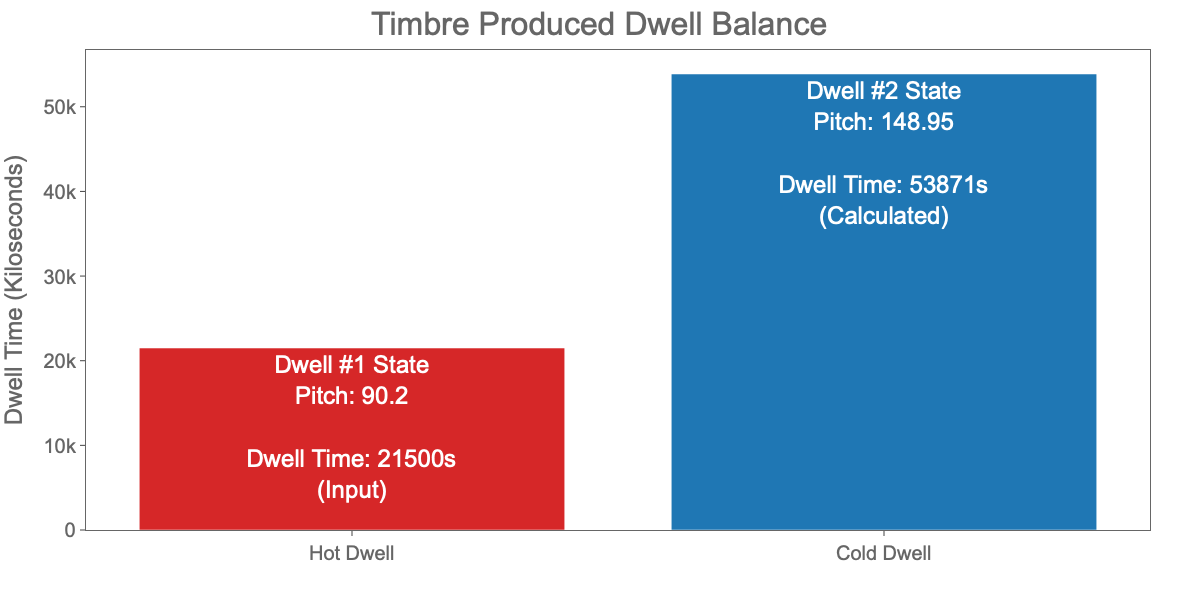 Timbre Produced Dwell Balance
Dwell Time (Kiloseconds)
50k
40k
30k
20k
10k
0
Dwell #1 State
Pitch: 90.2
Dwell Time: 21500s
(Input)
Dwell #2 State
Pitch: 148.95
Dwell Time: 53871s
(Calculated)
Hot Dwell
Cold Dwell